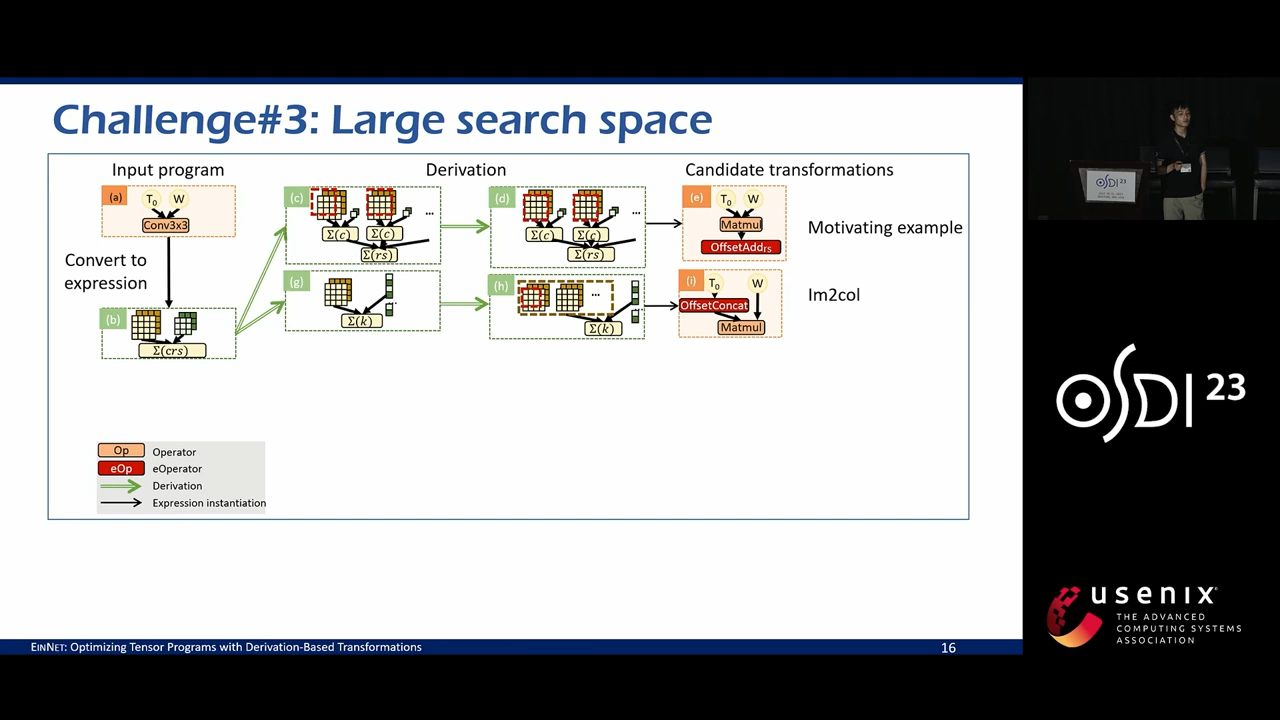 Challenge#3: Large search space
Input program
Derivation
Candidate transformations
(a)
T0 W
Conv3x3
Convert to
expression
(b)
Σ(crs)
(c)
...
Σ(c) Σ(c)
Σ(rs)
(d)
...
Σ(c) Σ(c)
Σ(rs)
(e)
T0 W
Matmul
OffsetAddrs
Motivating example
(g)
...
Σ(k)
(h)
...
Σ(k)
(i)
T0 W
OffsetConcat
Matmul
Im2col
Op Operator
eOp eOperator
Derivation
Expression instantiation
EINNET: Optimizing Tensor Programs with Derivation-Based Transformations
16
OSDI 23
OSDI 23
usenix
THE ADVANCED
COMPUTING SYSTEMS
ASSOCIATION